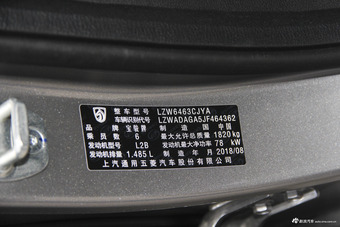 整车型号 LZW6463CJYA
车辆识别代号 LZWADAGA5JF464362
品牌 宝骏牌 制造国 中国
乘员数 6 最大允许总质量 1820 kg
发动机型号 L2B 发动机最大净功率 78 kW
发动机排量 1.485 L 制造年月 2018/08
上汽通用五菱汽车股份有限公司制造